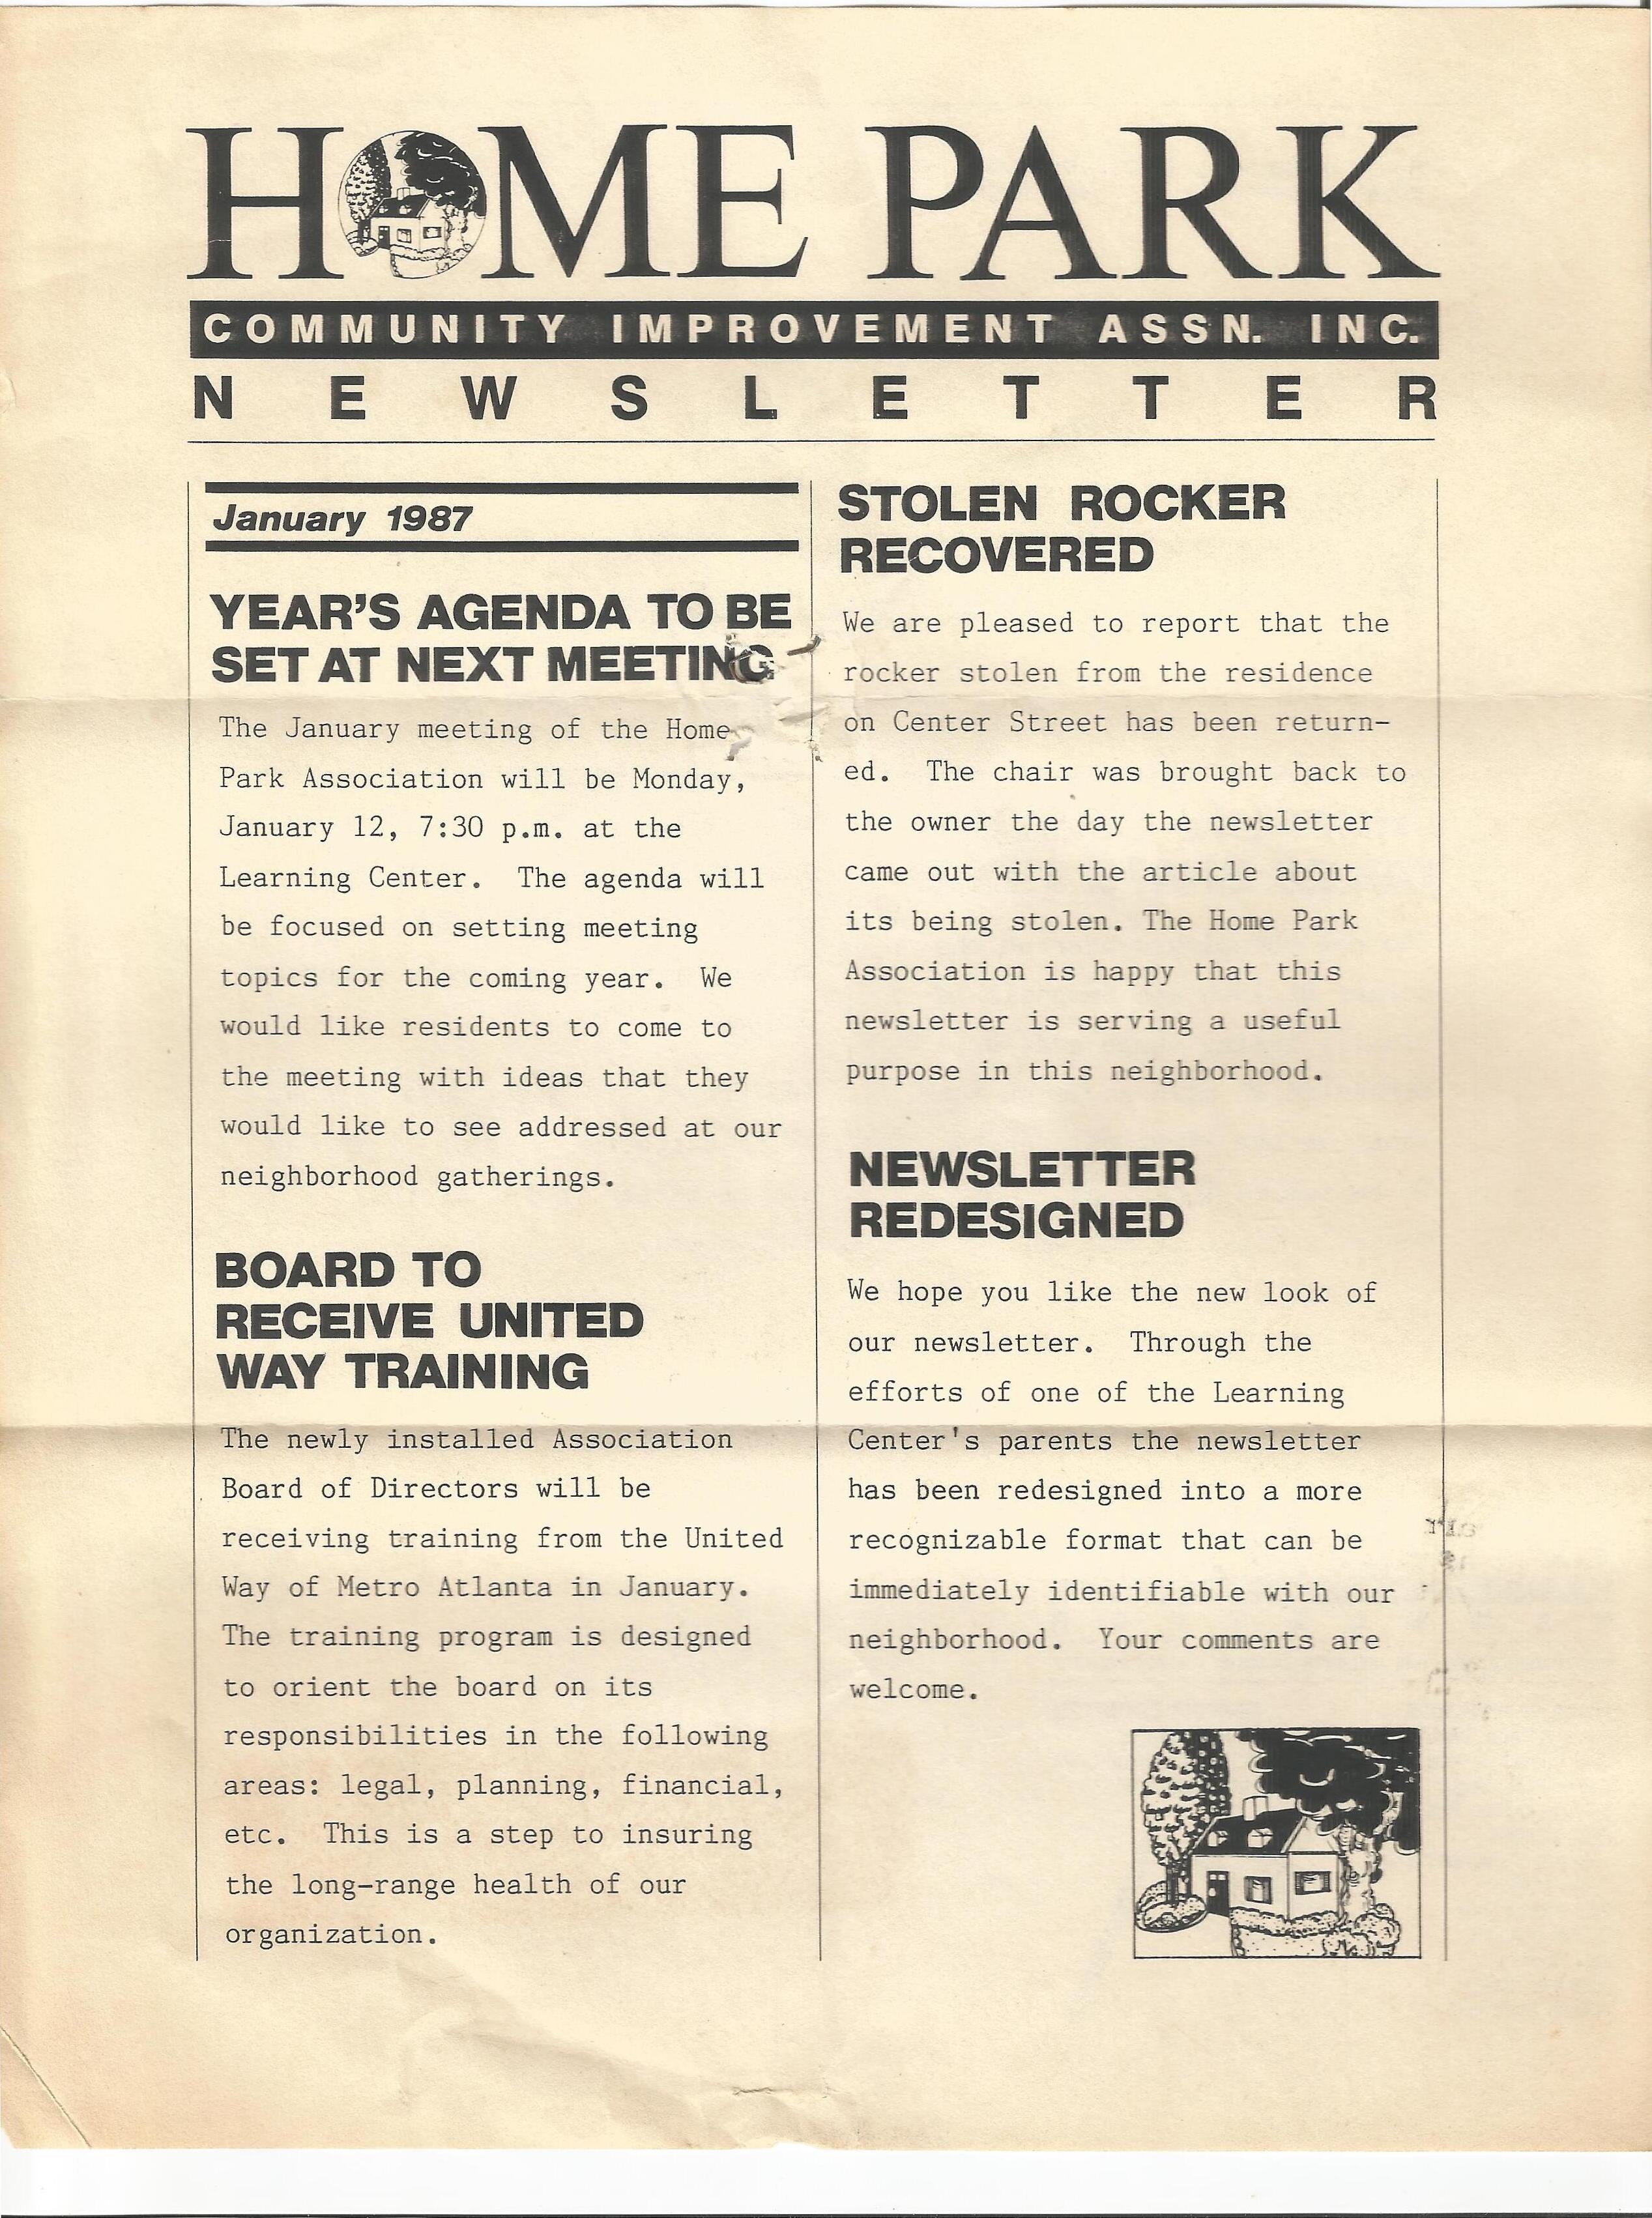 HOME PARK
COMMUNITY IMPROVEMENT ASSN. INC.
NEWSLETTER
January 1987
YEAR'S AGENDA TO BE
SET AT NEXT MEETING
The January meeting of the Home
Park Association will be Monday,
January 12, 7:30 p.m. at the
Learning Center.  The agenda will
be focused on setting meeting
topics for the coming year.  We
would like residents to come to
the meeting with ideas that they
would like to see addressed at our
neighborhood gatherings.
BOARD TO
RECEIVE UNITED
WAY TRAINING
The newly installed Association
Board of Directors will be
receiving training from the United
Way of Metro Atlanta in January.
The training program is designed
to orient the board on its
responsibilities in the following
areas: legal, planning, financial,
etc.  This is a step to insuring
the long-range health of our
organization.
STOLEN ROCKER
RECOVERED
We are pleased to report that the
rocker stolen from the residence
on Center Street has been return-
ed.  The chair was brought back to
the owner the day the newsletter
came out with the article about
its being stolen. The Home Park
Association is happy that this
newsletter is serving a useful
purpose in this neighborhood.
NEWSLETTER
REDESIGNED
We hope you like the new look of
our newsletter.  Through the
efforts of one of the Learning
Center's parents the newsletter
has been redesigned into a more
recognizable format that can be
immediately identifiable with our
neighborhood.  Your comments are
welcome.